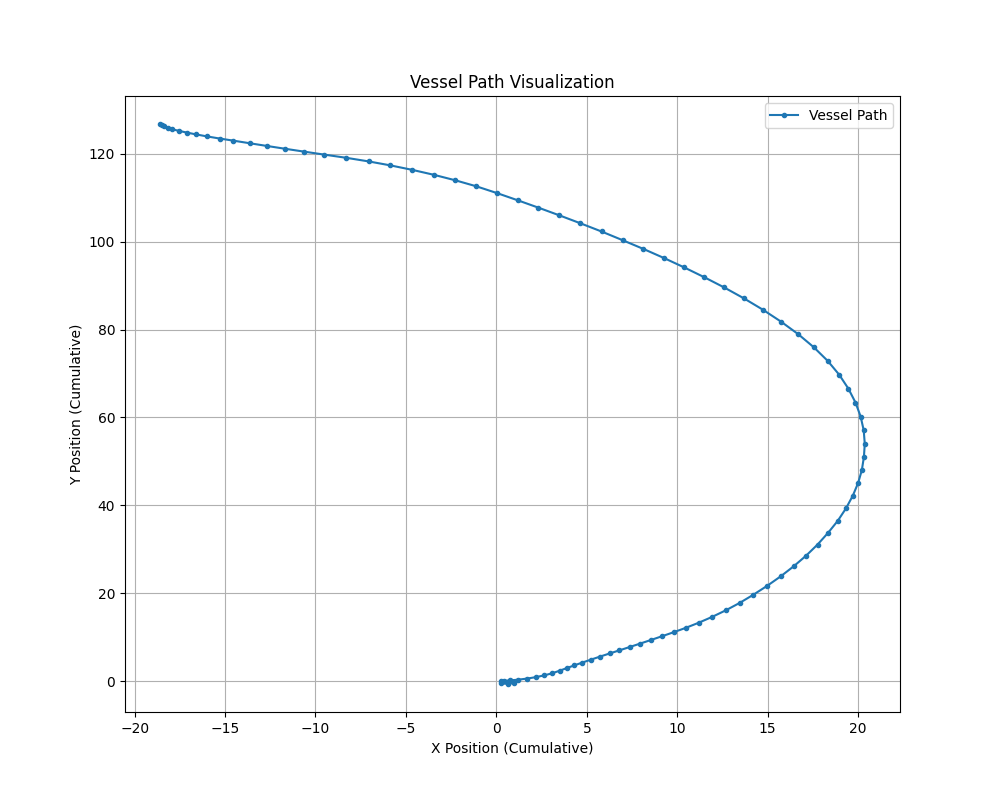 Vessel Path Visualization
Vessel Path
Y Position (Cumulative)
120
100
80
60
40
20
0
−20 −15 −10 −5 0 5 10 15 20
X Position (Cumulative)